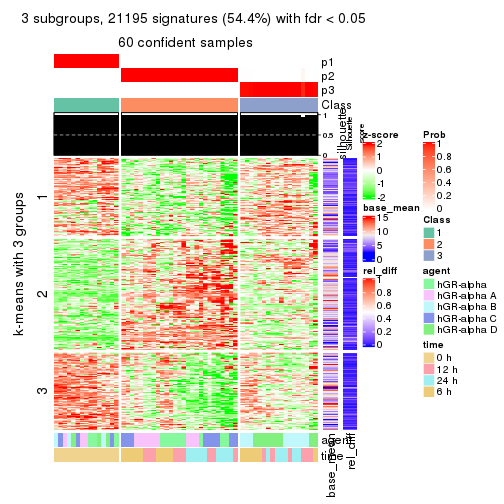 3 subgroups, 21195 signatures (54.4%) with fdr < 0.05
60 confident samples
p1
p2
p3
Class
1
0.5
0
silhouette
Silhouette
score
k-means with 3 groups
1
2
3
agent
time
base_mean
rel_diff
z-score
2
1
0
-1
-2
base_mean
15
10
5
0
rel_diff
1
0.8
0.6
0.4
0.2
0
Prob
1
0.8
0.6
0.4
0.2
0
Class
1
2
3
agent
hGR-alpha
hGR-alpha A
hGR-alpha B
hGR-alpha C
hGR-alpha D
time
0 h
12 h
24 h
6 h